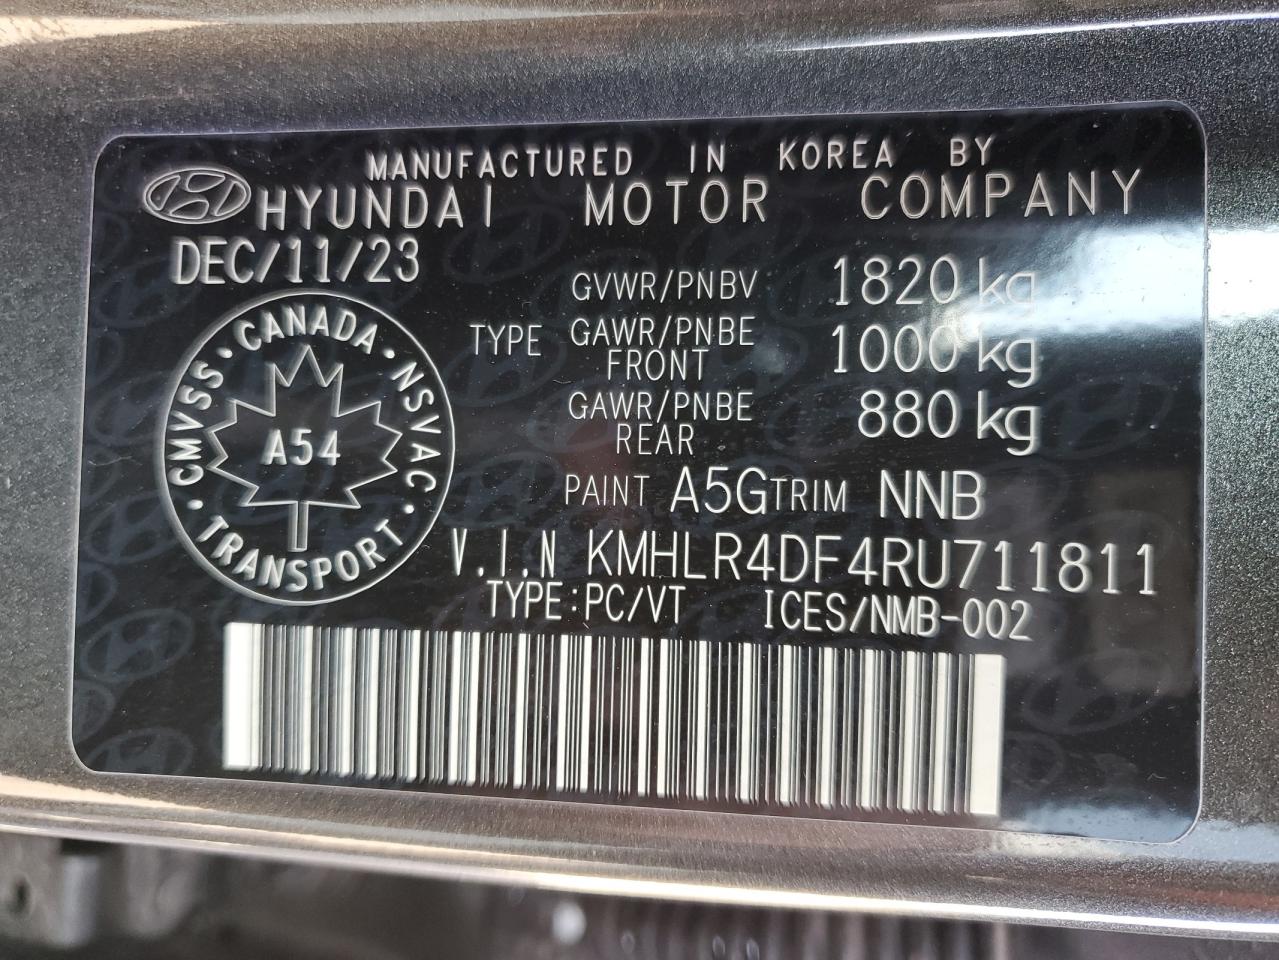 MANUFACTURED IN KOREA BY
HYUNDAI MOTOR COMPANY
DEC/11/23
GVWR/PNBV 1820 kg
TYPE GAWR/PNBE FRONT 1000 kg
GAWR/PNBE REAR 880 kg
PAINT A5G TRIM NNB
CANADA · NSVAC · TRANSPORT · CMVSS ·
A54
V.I.N KMHLR4DF4RU711811
TYPE:PC/VT ICES/NMB-002